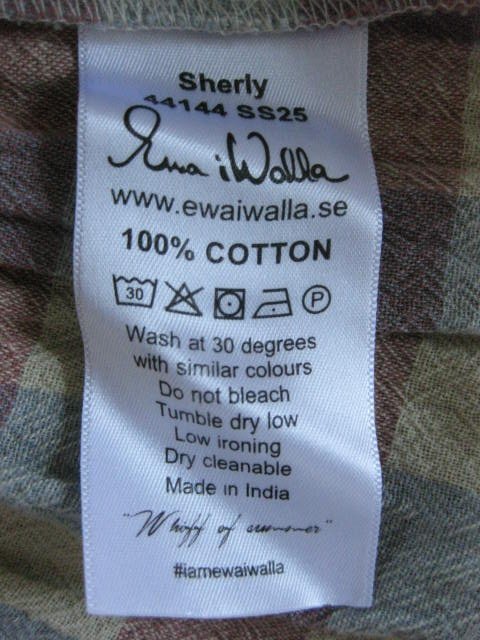 Sherly
44144 SS25
Ewa i Walla
www.ewaiwalla.se
100% COTTON
30 P
Wash at 30 degrees
with similar colours
Do not bleach
Tumble dry low
Low ironing
Dry cleanable
Made in India
"Whoff of summer"
#iamewaiwalla